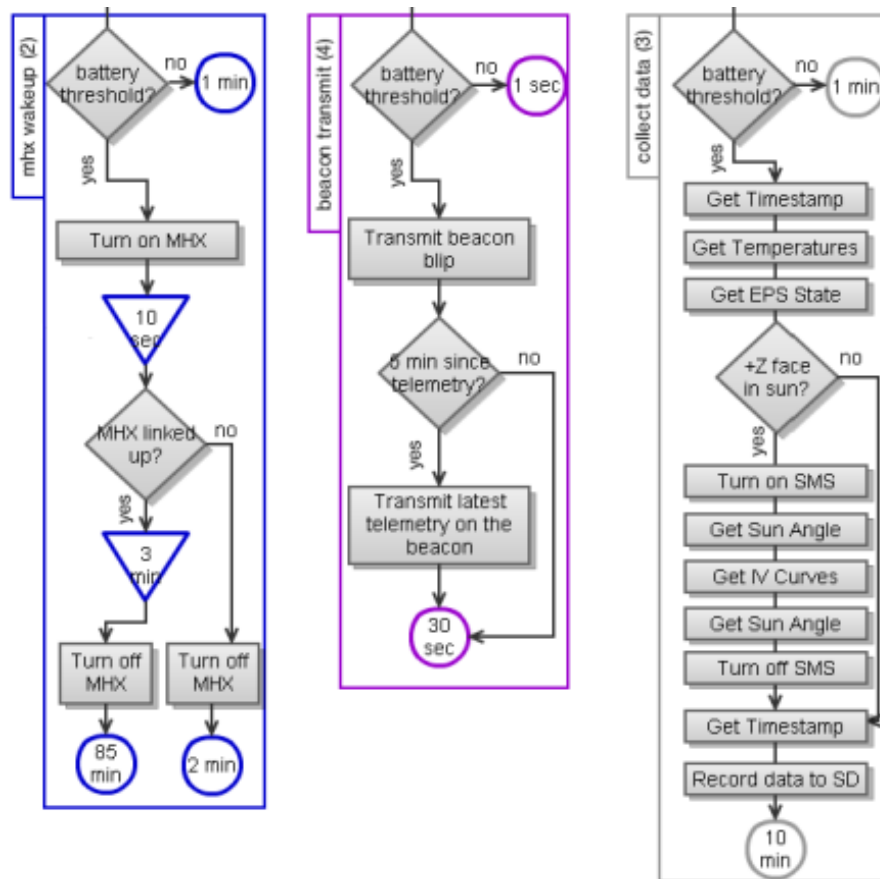 mhx wakeup (2)
battery
threshold?
no
1 min
yes
Turn on MHX
10
sec
MHX linked
up?
no
yes
3
min
Turn off
MHX
Turn off
MHX
85
min
2 min
beacon transmit (4)
battery
threshold?
no
1 sec
yes
Transmit beacon
blip
min since
telemetry?
no
yes
Transmit latest
telemetry on the
beacon
30
sec
collect data (3)
battery
threshold?
no
1 min
yes
Get Timestamp
Get Temperatures
Get EPS State
+Z face
in sun?
no
yes
Turn on SMS
Get Sun Angle
Get IV Curves
Get Sun Angle
Turn off SMS
Get Timestamp
Record data to SD
10
min